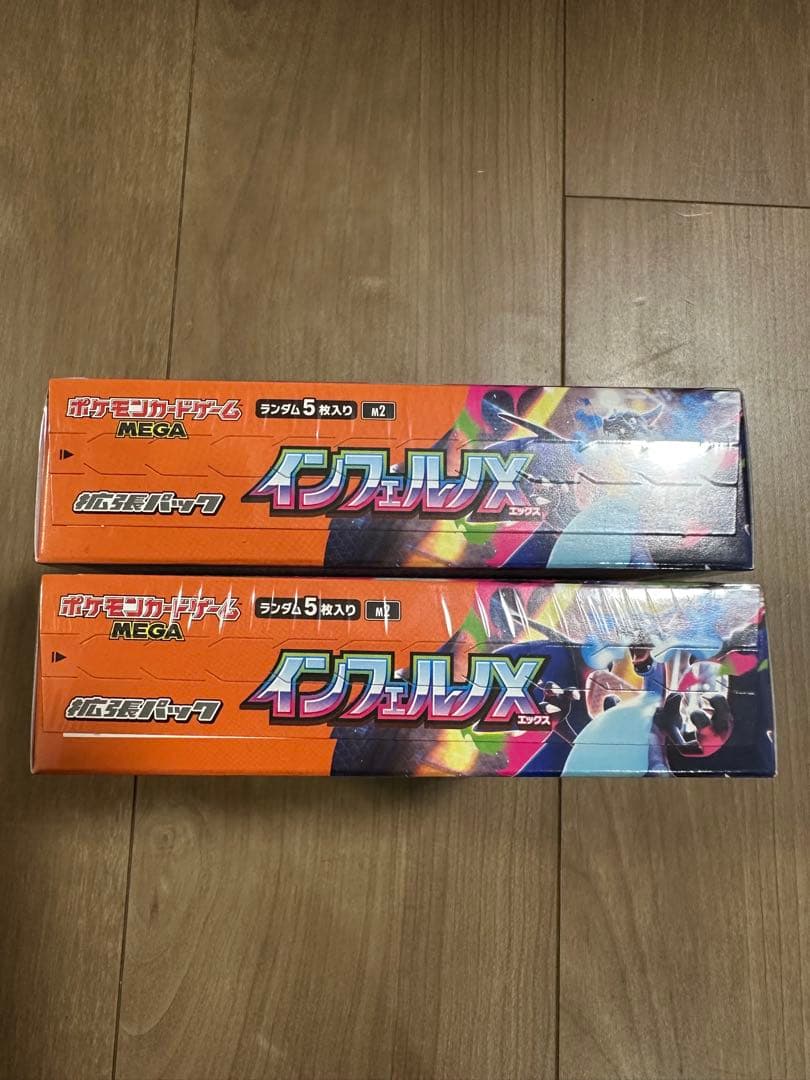 ポケモンカードゲーム
MEGA
ランダム5枚入り M2
インフェルノX
エックス
拡張パック
ポケモンカードゲーム
MEGA
ランダム5枚入り M2
インフェルノX
エックス
拡張パック